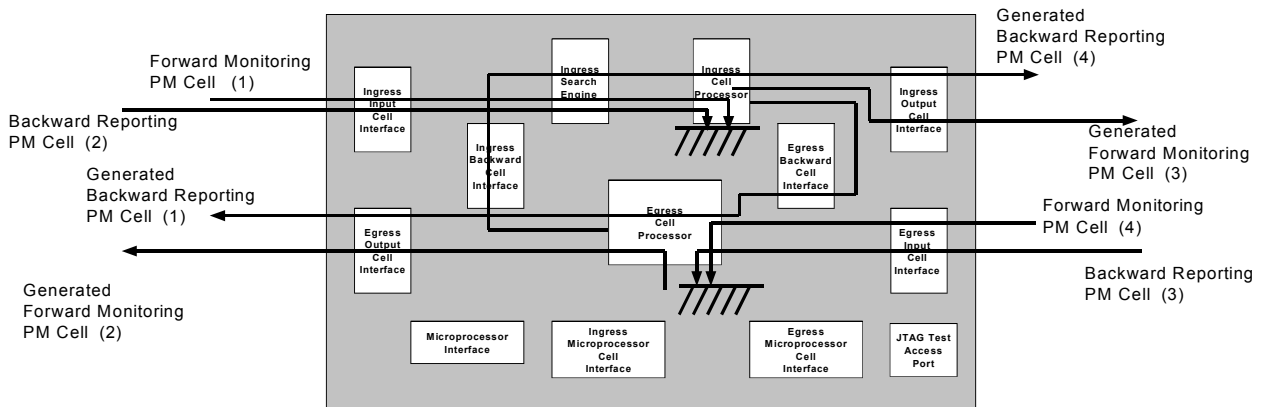 Generated
Backward Reporting
PM Cell (4)
Forward Monitoring
PM Cell (1)
Backward Reporting
PM Cell (2)
Generated
Backward Reporting
PM Cell (1)
Generated
Forward Monitoring
PM Cell (2)
Ingress
Input
Cell
Interface
Ingress
Search
Engine
Ingress
Cell
Processor
Ingress
Output
Cell
Interface
Ingress
Backward
Cell
Interface
Egress
Backward
Cell
Interface
Egress
Cell
Processor
Egress
Output
Cell
Interface
Egress
Input
Cell
Interface
Microprocessor
Interface
Ingress
Microprocessor
Cell
Interface
Egress
Microprocessor
Cell
Interface
JTAG Test
Access
Port
Generated
Forward Monitoring
PM Cell (3)
Forward Monitoring
PM Cell (4)
Backward Reporting
PM Cell (3)